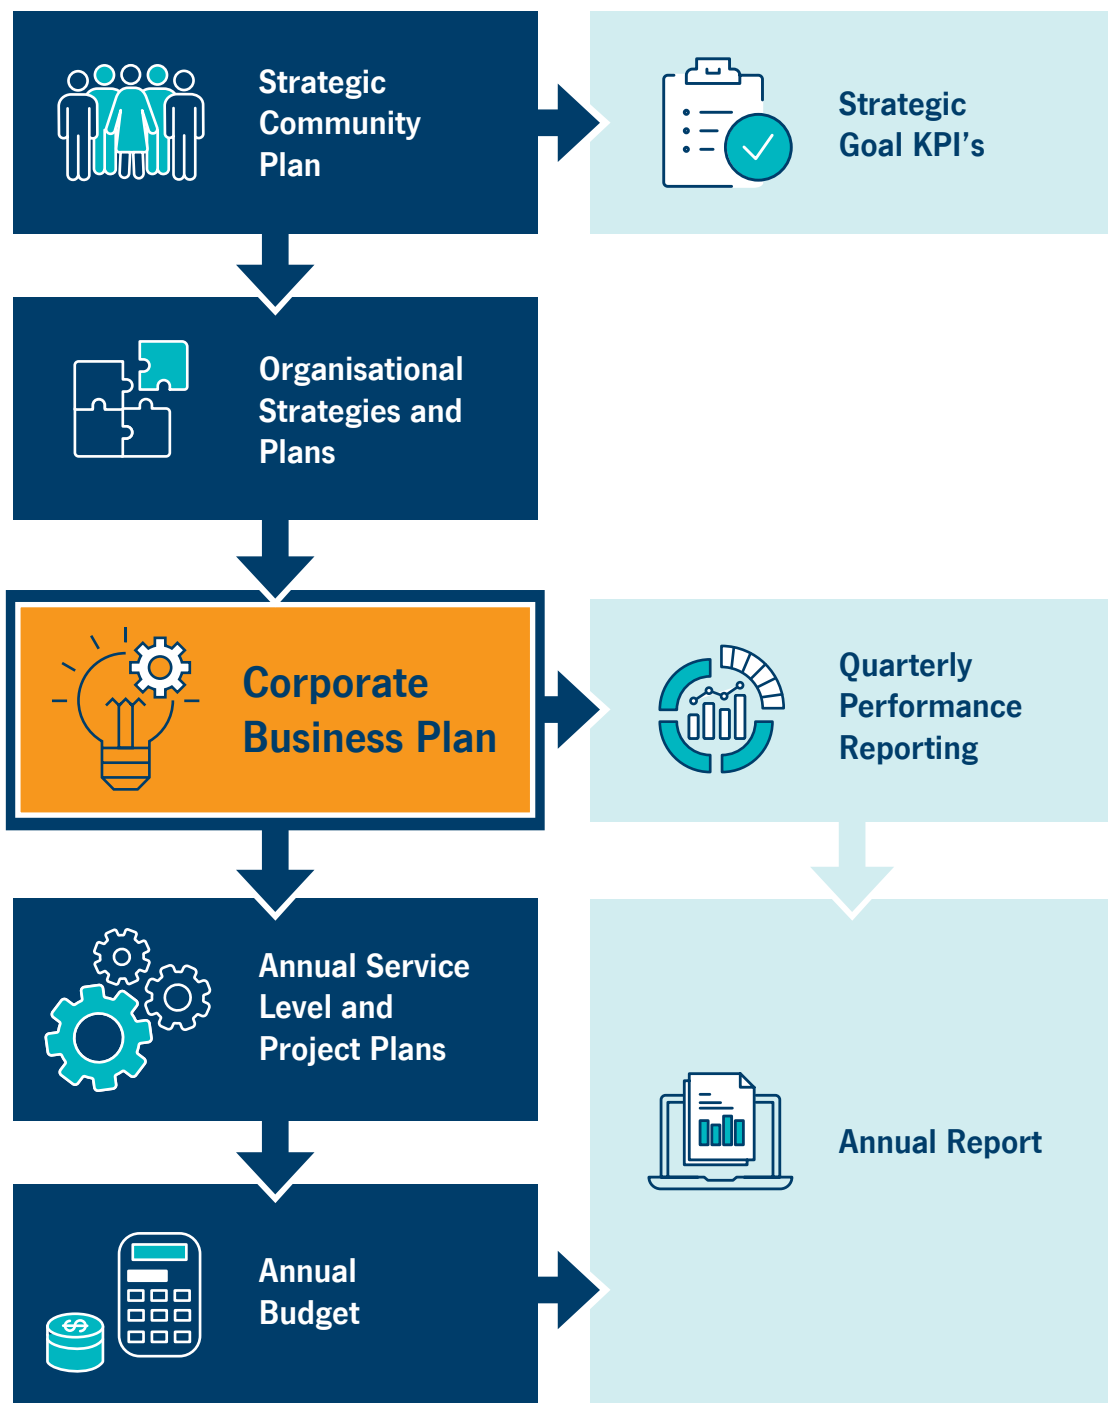 Strategic
Community
Plan
Strategic
Goal KPI's
Organisational
Strategies and
Plans
Corporate
Business Plan
Quarterly
Performance
Reporting
Annual Service
Level and
Project Plans
Annual Report
Annual
Budget
$